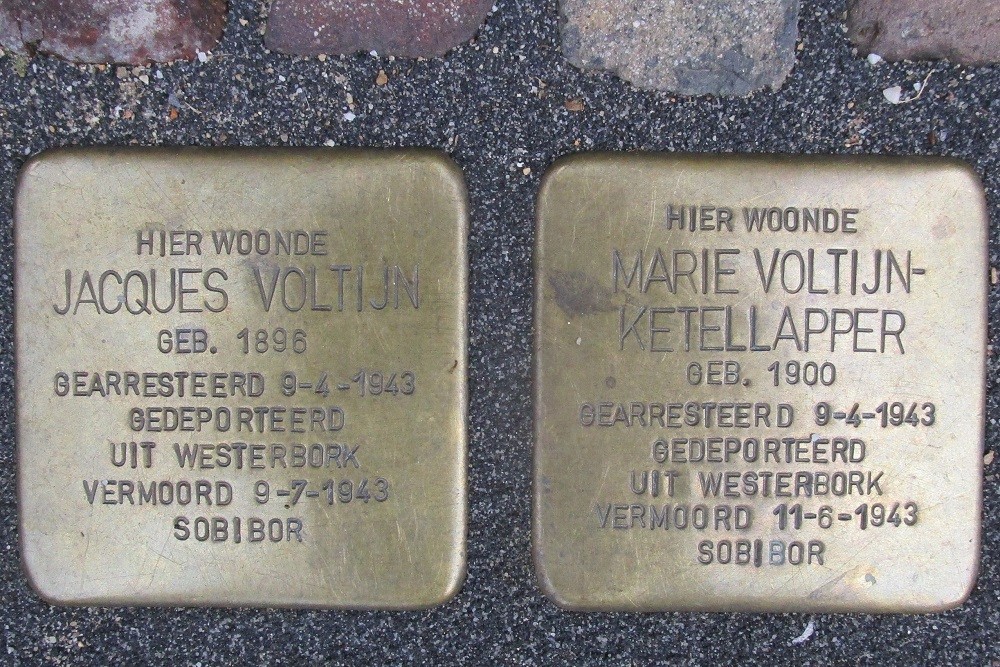 HIER WOONDE
JACQUES VOLTIJN
GEB. 1896
GEARRESTEERD 9-4-1943
GEDEPORTEERD
UIT WESTERBORK
VERMOORD 9-7-1943
SOBIBOR
HIER WOONDE
MARIE VOLTIJN-
KETELLAPPER
GEB. 1900
GEARRESTEERD 9-4-1943
GEDEPORTEERD
UIT WESTERBORK
VERMOORD 11-6-1943
SOBIBOR